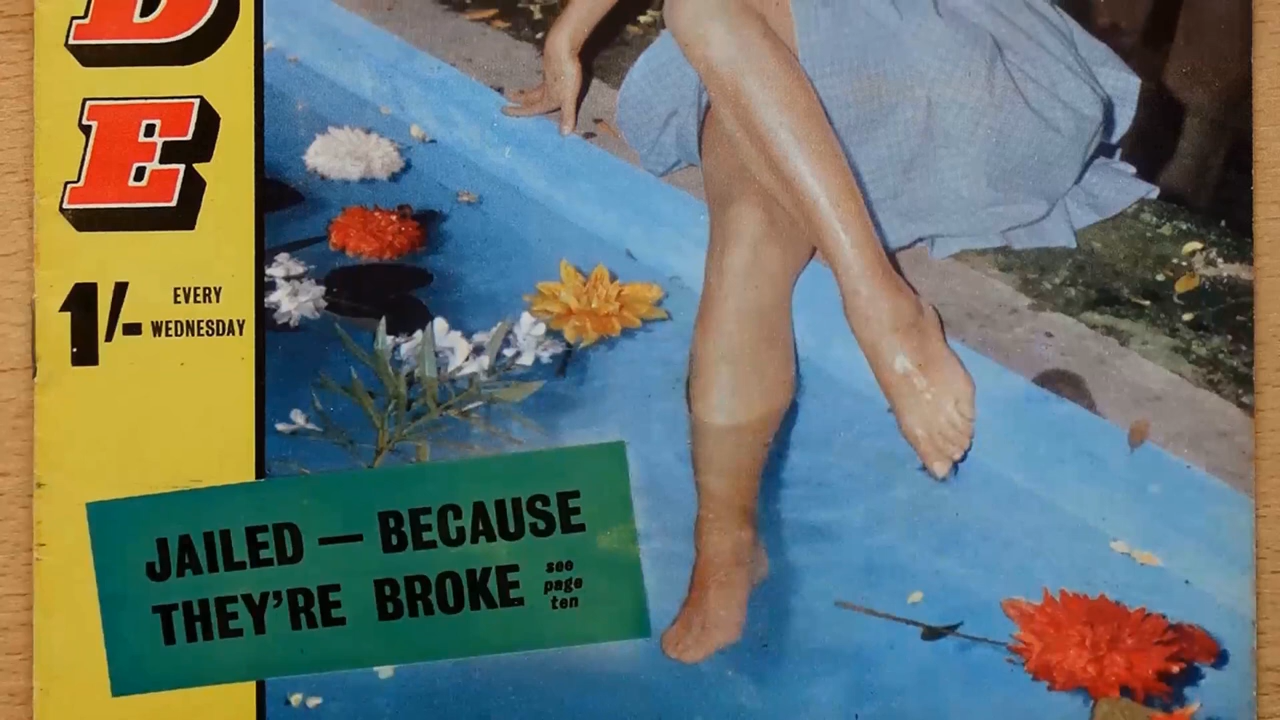 D
E
1/-
EVERY
WEDNESDAY
JAILED — BECAUSE
THEY'RE BROKE
see
page
ten